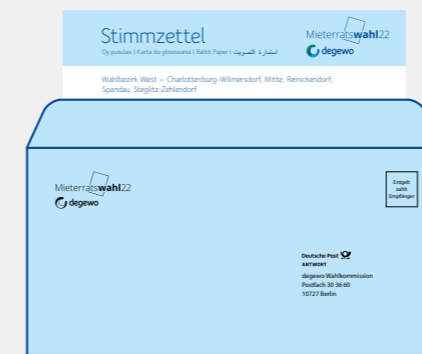 Stimmzettel
Oy pusulası | Karta do głosowania | Ballot Paper | استمارة التصويت
Mieterratswahl22
degewo
Wahlbezirk West – Charlottenburg-Wilmersdorf, Mitte, Reinickendorf,
Spandau, Steglitz-Zehlendorf
Mieterratswahl22
degewo
Entgelt
zahlt
Empfänger
Deutsche Post
ANTWORT
degewo Wahlkommission
Postfach 30 36 60
10727 Berlin